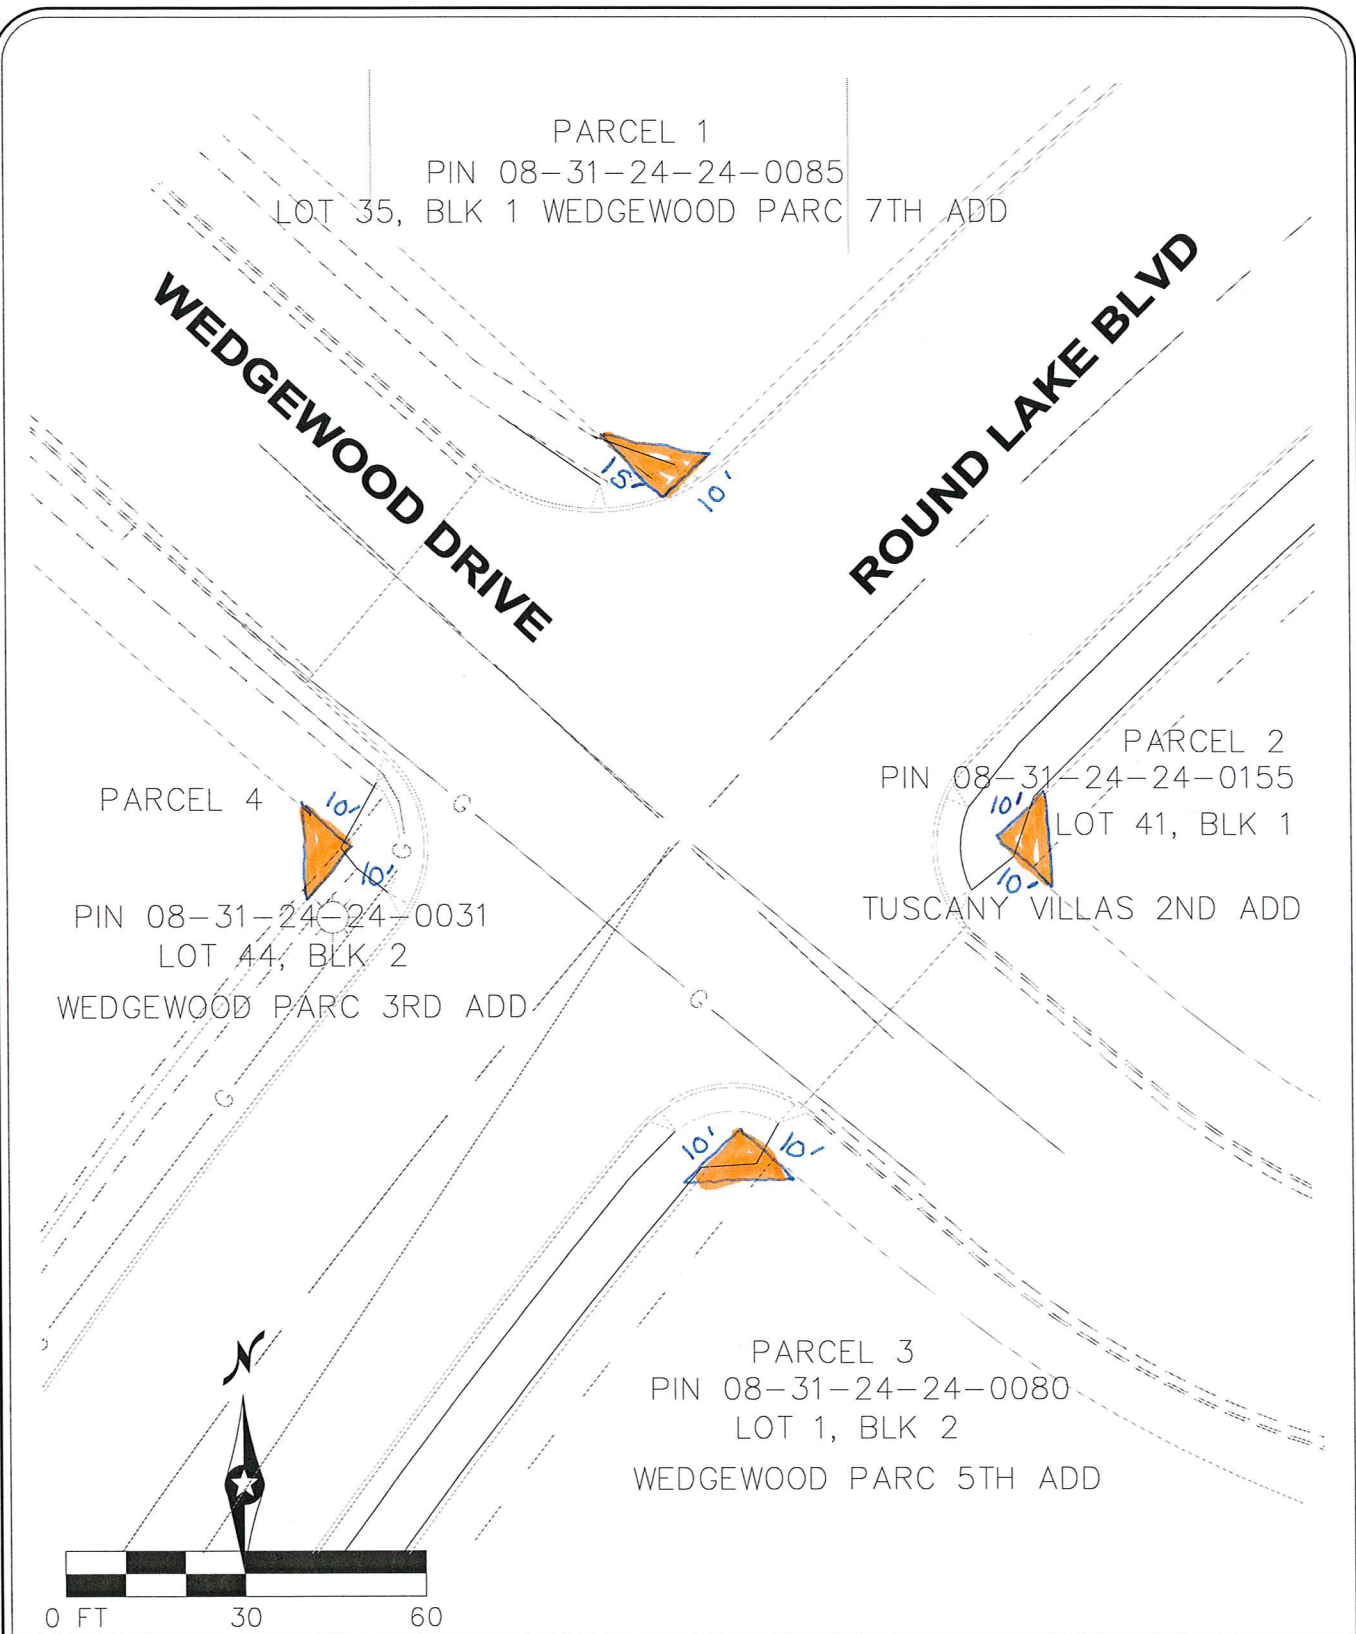 PARCEL 1
PIN 08-31-24-24-0085
LOT 35, BLK 1 WEDGEWOOD PARC 7TH ADD
WEDGEWOOD DRIVE
ROUND LAKE BLVD
15'
10'
PARCEL 2
PIN 08-31-24-24-0155
10'
LOT 41, BLK 1
10'
TUSCANY VILLAS 2ND ADD
PARCEL 4
10'
10'
PIN 08-31-24-24-0031
LOT 44, BLK 2
WEDGEWOOD PARC 3RD ADD
G
G
G
G
10'
10'
PARCEL 3
PIN 08-31-24-24-0080
LOT 1, BLK 2
WEDGEWOOD PARC 5TH ADD
N
0 FT
30
60